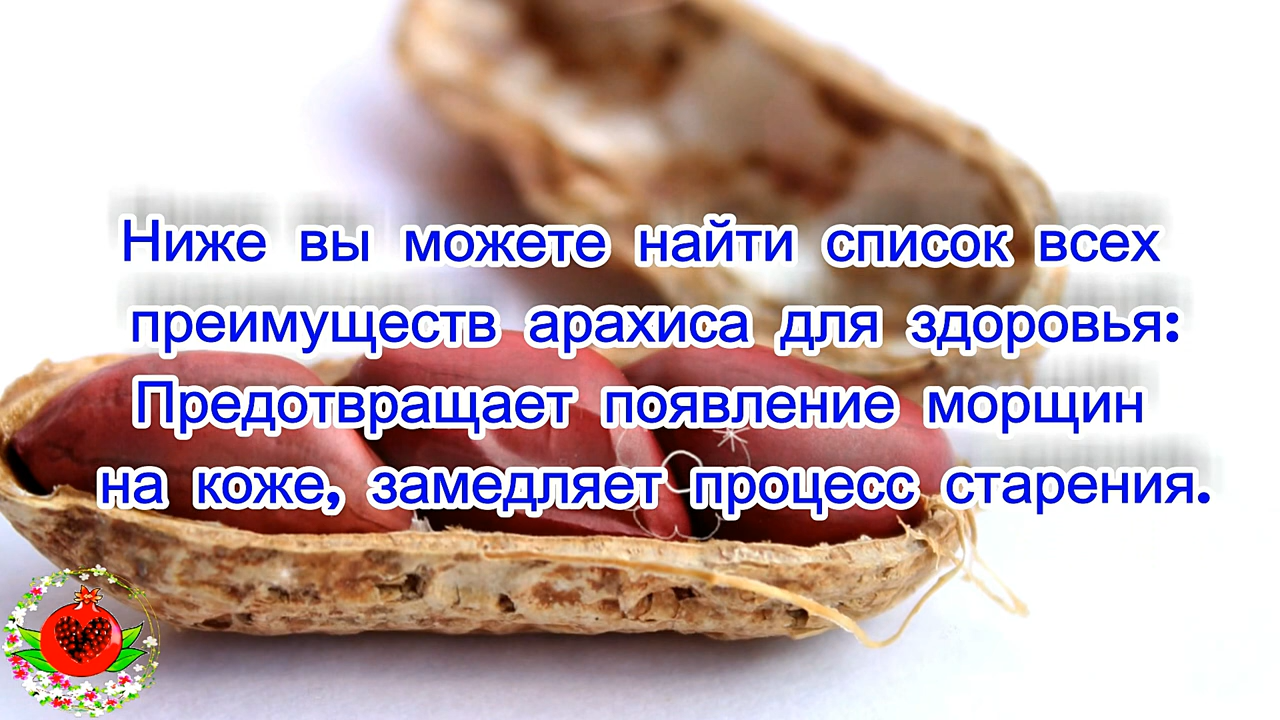 Ниже вы можете найти список всех
преимуществ арахиса для здоровья:
Предотвращает появление морщин
на коже, замедляет процесс старения.